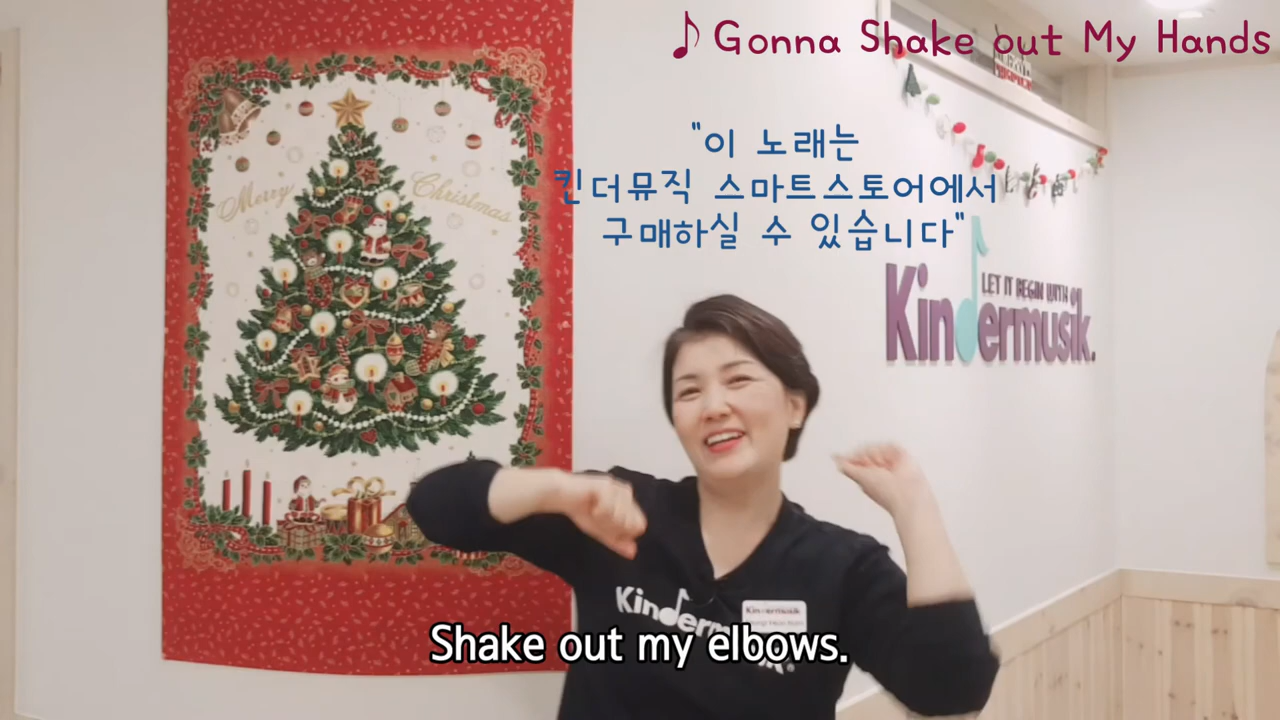 ♪Gonna Shake out My Hands
"이 노래는
킨더뮤직 스마트스토어에서
구매하실 수 있습니다"
Merry Christmas
LET IT BEGIN WITH
Kindermusik.
Kindermusik.
Kindermusik
Shake out my elbows.